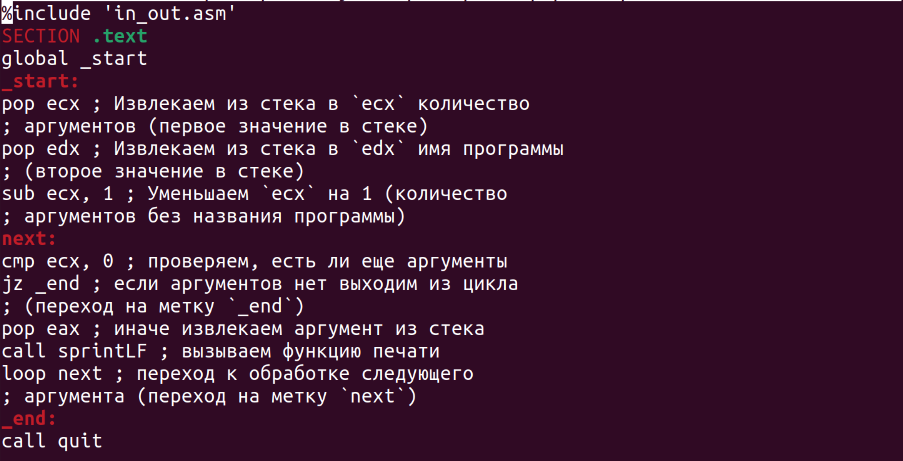 %include 'in_out.asm'
SECTION .text
global _start
_start:
pop ecx ; Извлекаем из стека в `ecx` количество
; аргументов (первое значение в стеке)
pop edx ; Извлекаем из стека в `edx` имя программы
; (второе значение в стеке)
sub ecx, 1 ; Уменьшаем `ecx` на 1 (количество
; аргументов без названия программы)
next:
cmp ecx, 0 ; проверяем, есть ли еще аргументы
jz _end ; если аргументов нет выходим из цикла
; (переход на метку `_end`)
pop eax ; иначе извлекаем аргумент из стека
call sprintLF ; вызываем функцию печати
loop next ; переход к обработке следующего
; аргумента (переход на метку `next`)
_end:
call quit